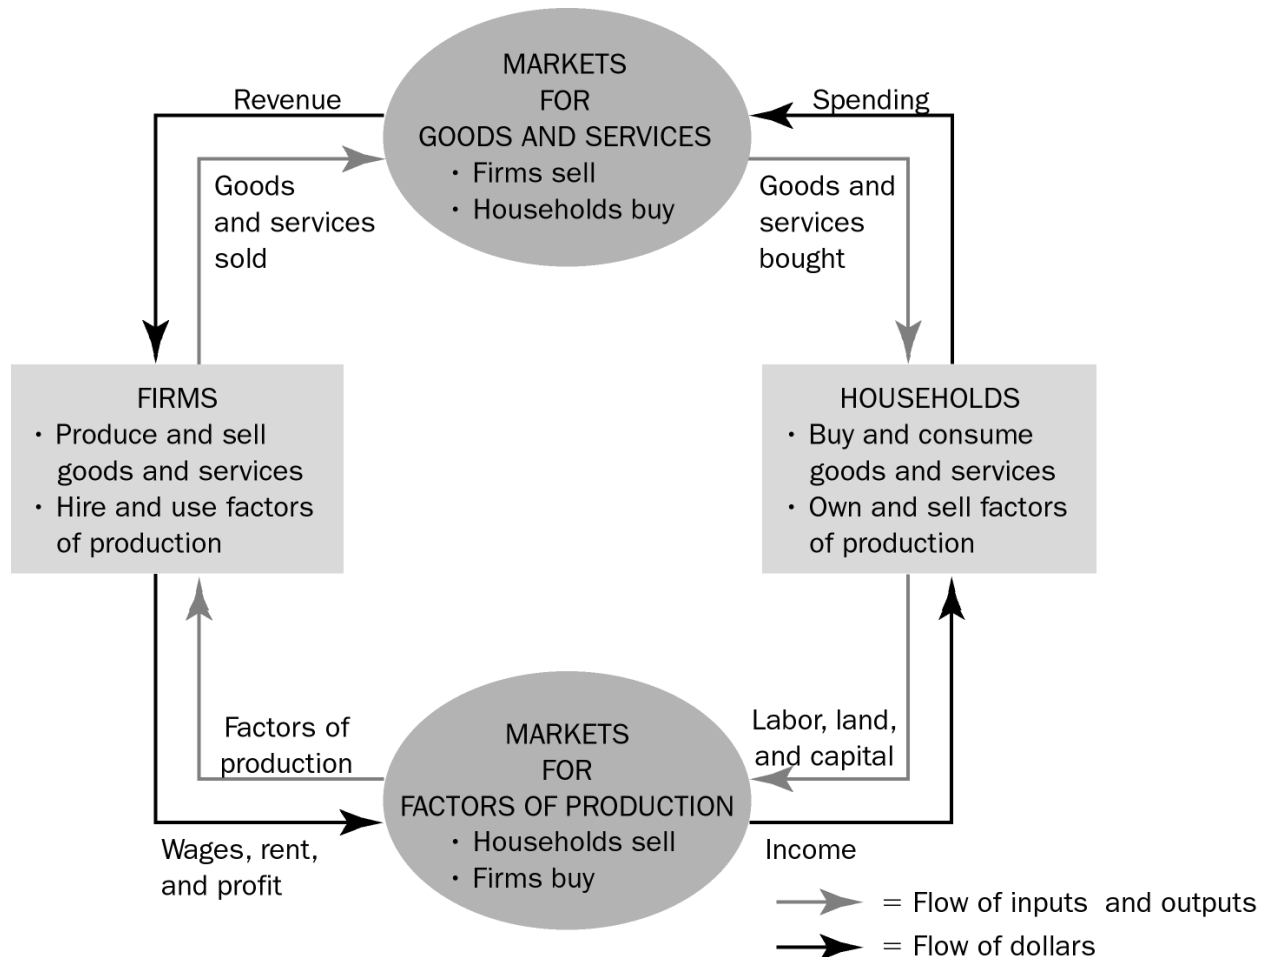 MARKETS
FOR
GOODS AND SERVICES
• Firms sell
• Households buy
Revenue
Spending
Goods
and services
sold
Goods and
services
bought
FIRMS
• Produce and sell
goods and services
• Hire and use factors
of production
HOUSEHOLDS
• Buy and consume
goods and services
• Own and sell factors
of production
Factors of
production
Labor, land,
and capital
MARKETS
FOR
FACTORS OF PRODUCTION
• Households sell
• Firms buy
Wages, rent,
and profit
Income
= Flow of inputs and outputs
= Flow of dollars